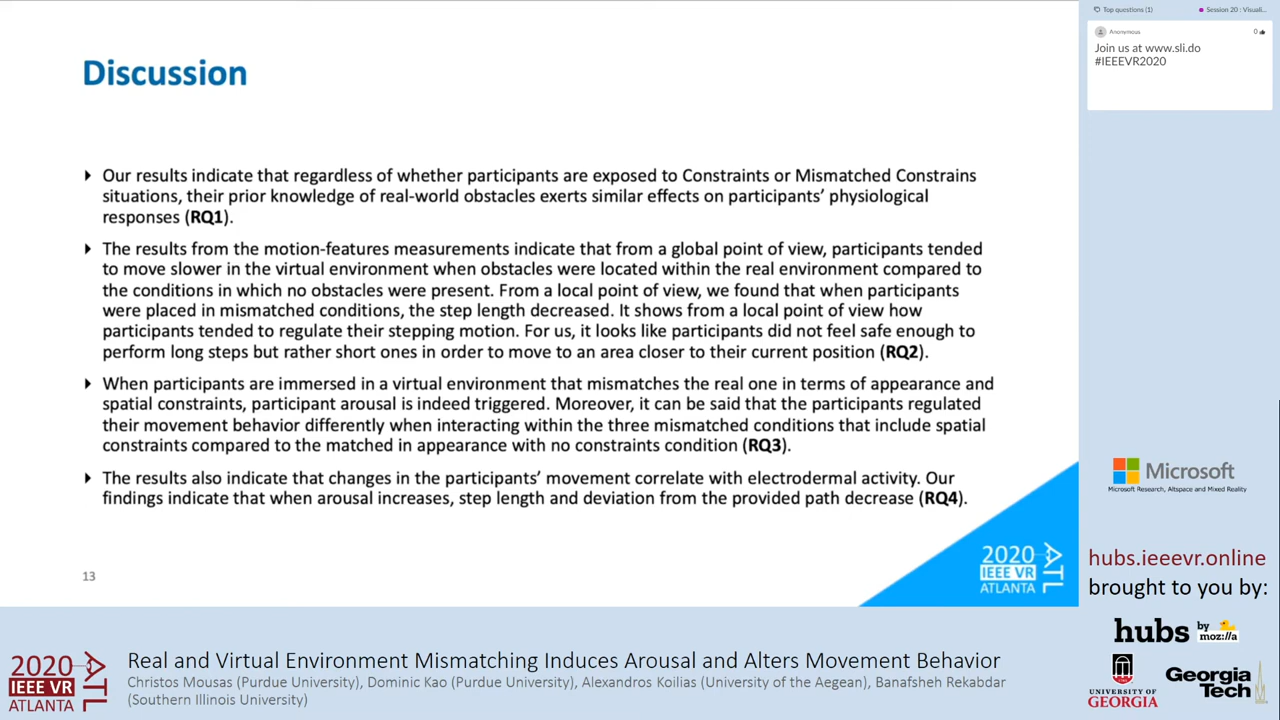 Discussion
Our results indicate that regardless of whether participants are exposed to Constraints or Mismatched Constrains
situations, their prior knowledge of real-world obstacles exerts similar effects on participants' physiological
responses (RQ1).
The results from the motion-features measurements indicate that from a global point of view, participants tended
to move slower in the virtual environment when obstacles were located within the real environment compared to
the conditions in which no obstacles were present. From a local point of view, we found that when participants
were placed in mismatched conditions, the step length decreased. It shows from a local point of view how
participants tended to regulate their stepping motion. For us, it looks like participants did not feel safe enough to
perform long steps but rather short ones in order to move to an area closer to their current position (RQ2).
When participants are immersed in a virtual environment that mismatches the real one in terms of appearance and
spatial constraints, participant arousal is indeed triggered. Moreover, it can be said that the participants regulated
their movement behavior differently when interacting within the three mismatched conditions that include spatial
constraints compared to the matched in appearance with no constraints condition (RQ3).
The results also indicate that changes in the participants' movement correlate with electrodermal activity. Our
findings indicate that when arousal increases, step length and deviation from the provided path decrease (RQ4).
13
2020
IEEE VR
ATLANTA
ATL
Top questions (1)
Session 20 : Visuali...
Anonymous
0
Join us at www.sli.do
#IEEEVR2020
Microsoft
Microsoft Research, Altspace and Mixed Reality
hubs.ieeevr.online
brought to you by:
hubs by moz://a
UNIVERSITY OF
GEORGIA
Georgia
Tech
2020
IEEE VR
ATLANTA
ATL
Real and Virtual Environment Mismatching Induces Arousal and Alters Movement Behavior
Christos Mousas (Purdue University), Dominic Kao (Purdue University), Alexandros Koilias (University of the Aegean), Banafsheh Rekabdar
(Southern Illinois University)